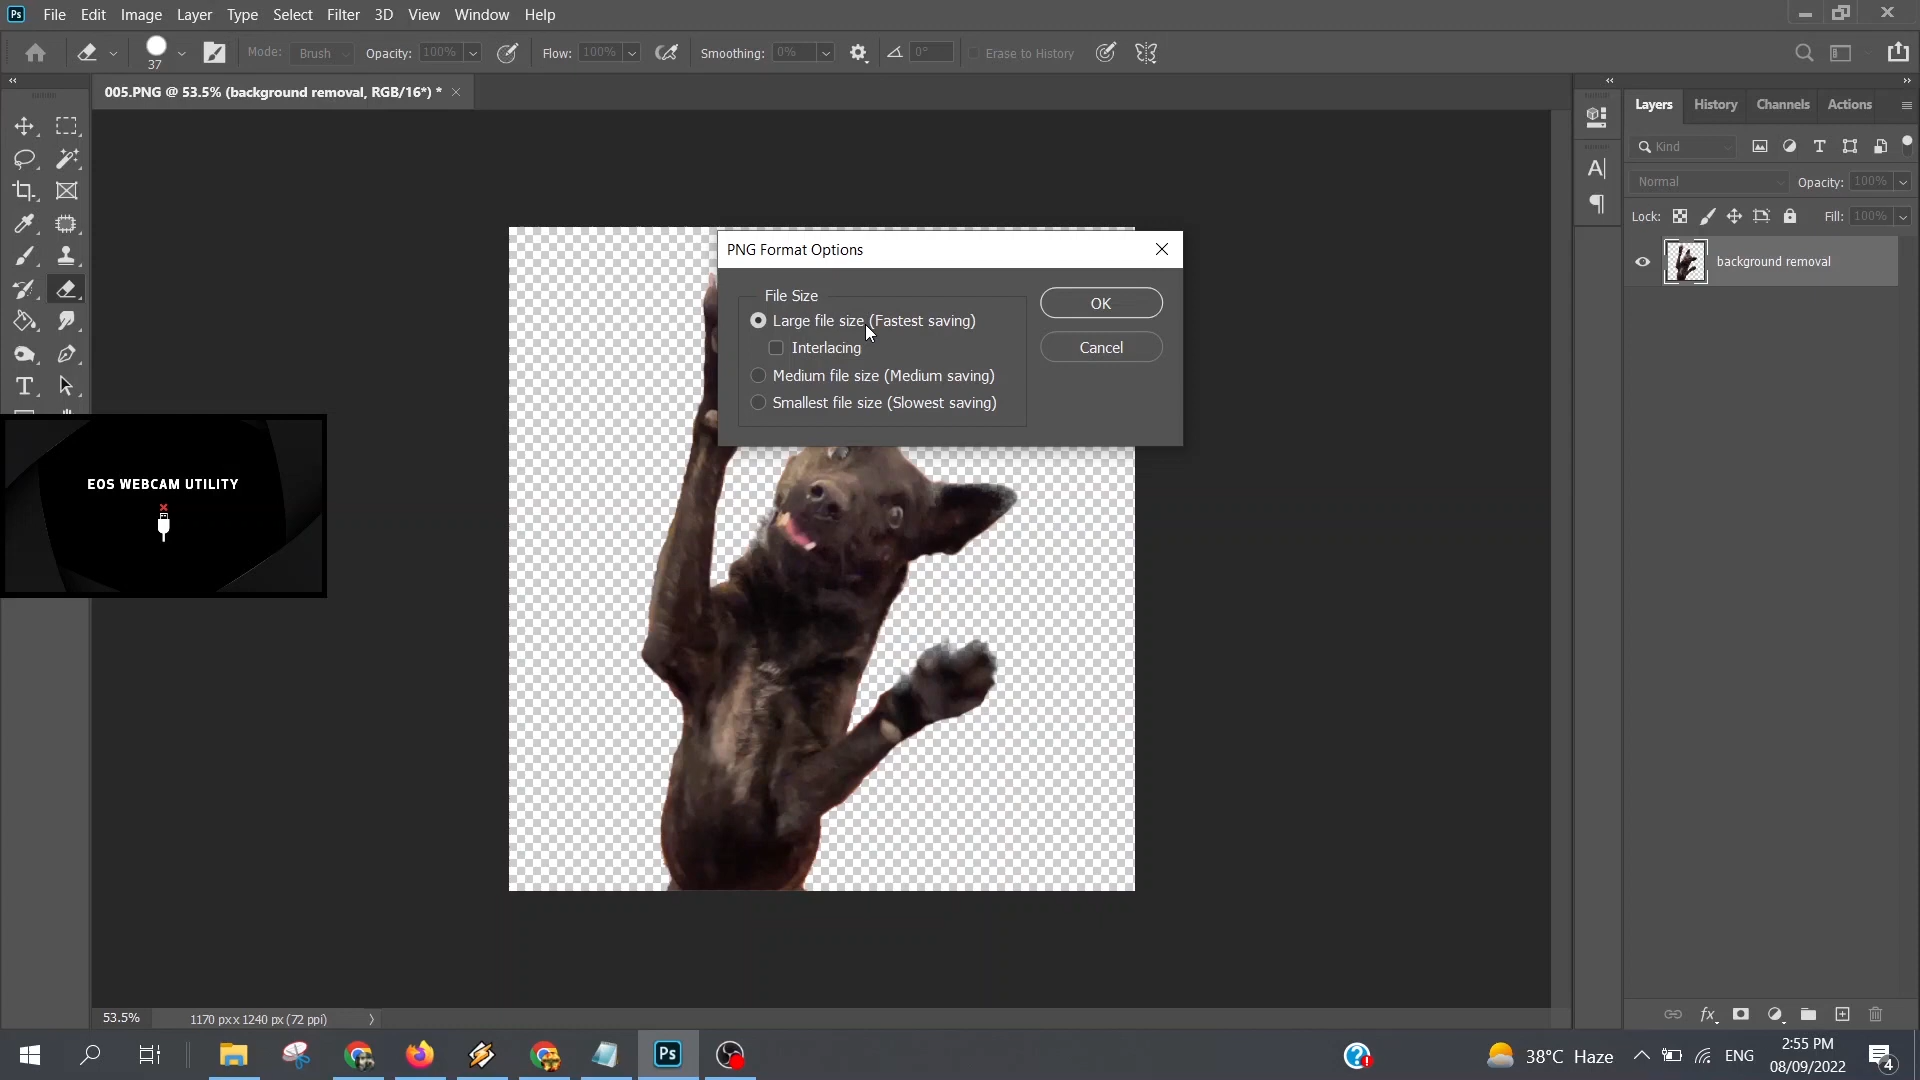 Ps File Edit Image Layer Type Select Filter 3D View Window Help
37 Mode: Brush Opacity: 100% Flow: 100% Smoothing: 0% 0° Erase to History
005.PNG @ 53.5% (background removal, RGB/16*) * ×
Layers History Channels Actions
Kind
Normal Opacity: 100%
Lock: Fill: 100%
background removal
PNG Format Options
File Size
Large file size (Fastest saving)
Interlacing
Medium file size (Medium saving)
Smallest file size (Slowest saving)
OK
Cancel
EOS WEBCAM UTILITY
53.5% 1170 px x 1240 px (72 ppi)
Ps
38°C Haze
ENG
2:55 PM
08/09/2022
4